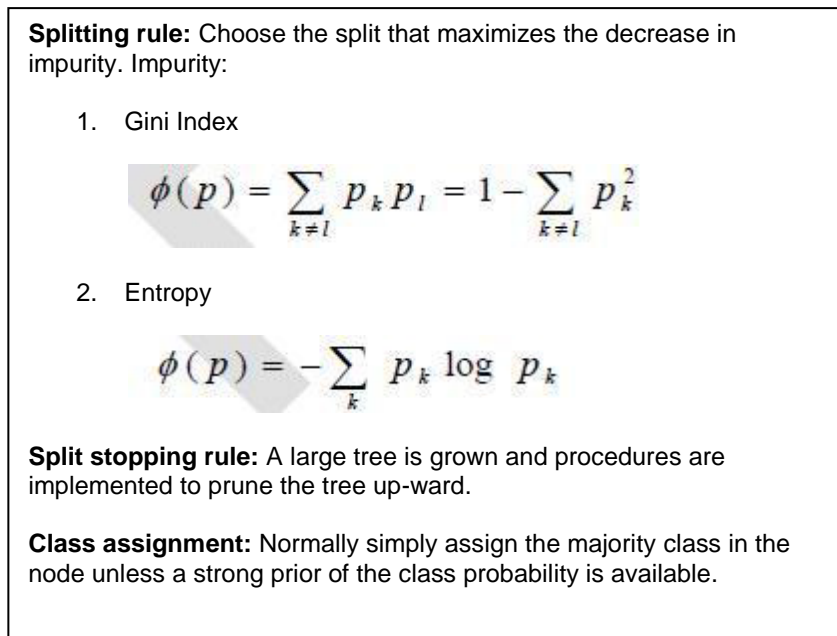 Splitting rule: Choose the split that maximizes the decrease in
impurity. Impurity:
1. Gini Index
ϕ(p) = ∑_{k≠l} p_k p_l = 1 − ∑_{k≠l} p_k^2
2. Entropy
ϕ(p) = −∑_k p_k log p_k
Split stopping rule: A large tree is grown and procedures are
implemented to prune the tree up-ward.
Class assignment: Normally simply assign the majority class in the
node unless a strong prior of the class probability is available.